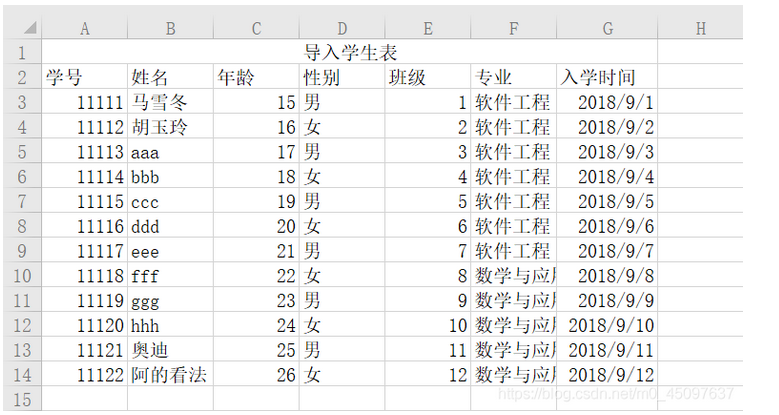 A B C D E F G H
1 导入学生表
2 学号 姓名 年龄 性别 班级 专业 入学时间
3 11111 马雪冬 15 男 1 软件工程 2018/9/1
4 11112 胡玉玲 16 女 2 软件工程 2018/9/2
5 11113 aaa 17 男 3 软件工程 2018/9/3
6 11114 bbb 18 女 4 软件工程 2018/9/4
7 11115 ccc 19 男 5 软件工程 2018/9/5
8 11116 ddd 20 女 6 软件工程 2018/9/6
9 11117 eee 21 男 7 软件工程 2018/9/7
10 11118 fff 22 女 8 数学与应 2018/9/8
11 11119 ggg 23 男 9 数学与应 2018/9/9
12 11120 hhh 24 女 10 数学与应 2018/9/10
13 11121 奥迪 25 男 11 数学与应 2018/9/11
14 11122 阿的看法 26 女 12 数学与应 2018/9/12
15 https://blog.csdn.net/m0_45097637